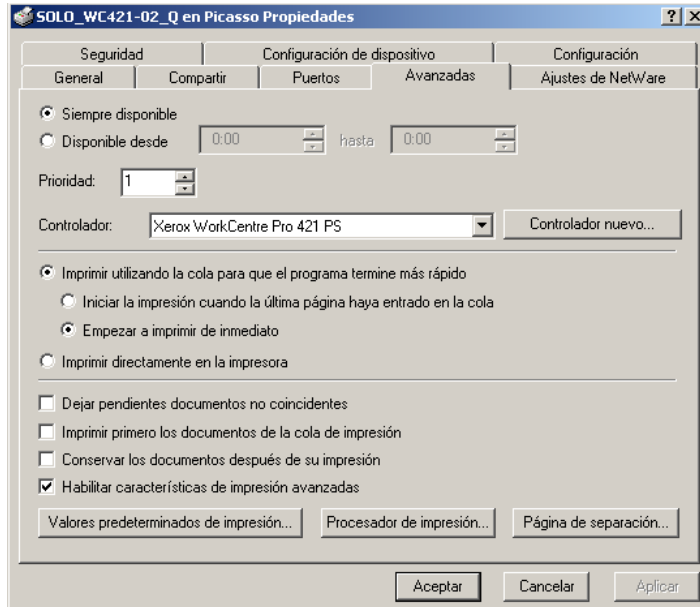 SOLO_WC421-02_Q en Picasso Propiedades
Seguridad Configuración de dispositivo Configuración
General Compartir Puertos Avanzadas Ajustes de NetWare
Siempre disponible
Disponible desde 0:00 hasta 0:00
Prioridad: 1
Controlador: Xerox WorkCentre Pro 421 PS Controlador nuevo...
Imprimir utilizando la cola para que el programa termine más rápido
Iniciar la impresión cuando la última página haya entrado en la cola
Empezar a imprimir de inmediato
Imprimir directamente en la impresora
Dejar pendientes documentos no coincidentes
Imprimir primero los documentos de la cola de impresión
Conservar los documentos después de su impresión
Habilitar características de impresión avanzadas
Valores predeterminados de impresión... Procesador de impresión... Página de separación...
Aceptar Cancelar Aplicar